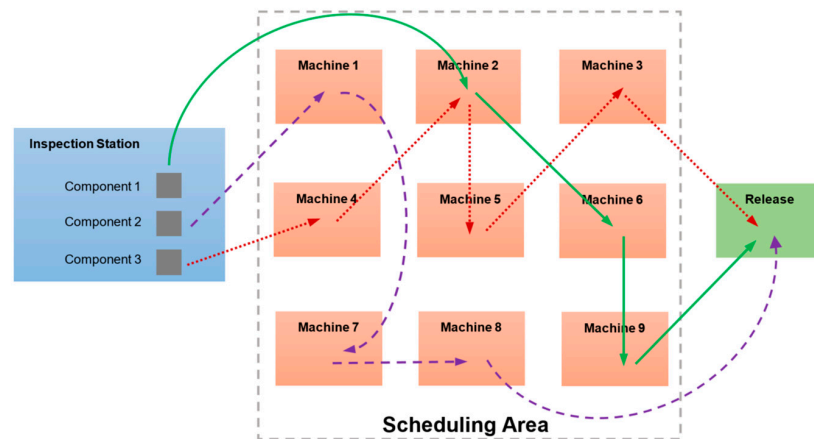 Machine 1
Machine 2
Machine 3
Inspection Station
Component 1
Component 2
Component 3
Machine 4
Machine 5
Machine 6
Release
Machine 7
Machine 8
Machine 9
Scheduling Area